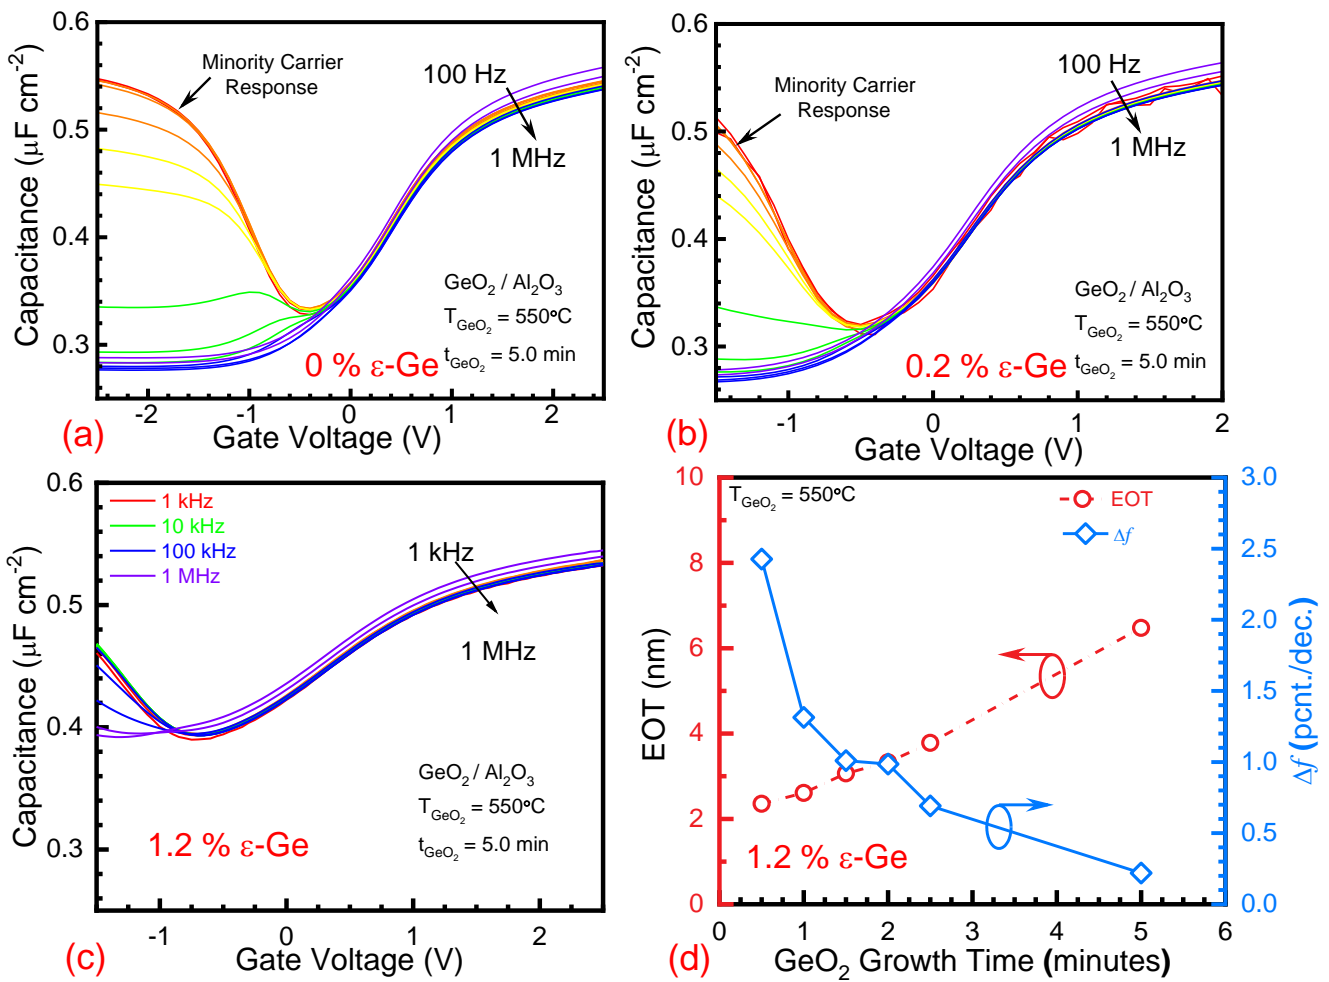 0.6
0.5
0.4
0.3
Capacitance (μF cm-2)
Minority Carrier
Response
100 Hz
1 MHz
GeO2 / Al2O3
TGeO2 = 550°C
tGeO2 = 5.0 min
0 % ε-Ge
-2 -1 0 1 2
Gate Voltage (V)
(a)
0.6
0.5
0.4
0.3
Capacitance (μF cm-2)
Minority Carrier
Response
100 Hz
1 MHz
GeO2 / Al2O3
TGeO2 = 550°C
tGeO2 = 5.0 min
0.2 % ε-Ge
-1 0 1 2
Gate Voltage (V)
(b)
0.6
0.5
0.4
0.3
Capacitance (μF cm-2)
1 kHz
10 kHz
100 kHz
1 MHz
1 kHz
1 MHz
GeO2 / Al2O3
TGeO2 = 550°C
tGeO2 = 5.0 min
1.2 % ε-Ge
-1 0 1 2
Gate Voltage (V)
(c)
10
8
6
4
2
0
EOT (nm)
TGeO2 = 550°C
EOT
Δf
1.2 % ε-Ge
3.0
2.5
2.0
1.5
1.0
0.5
0.0
Δf (pcnt./dec.)
0 1 2 3 4 5 6
GeO2 Growth Time (minutes)
(d)